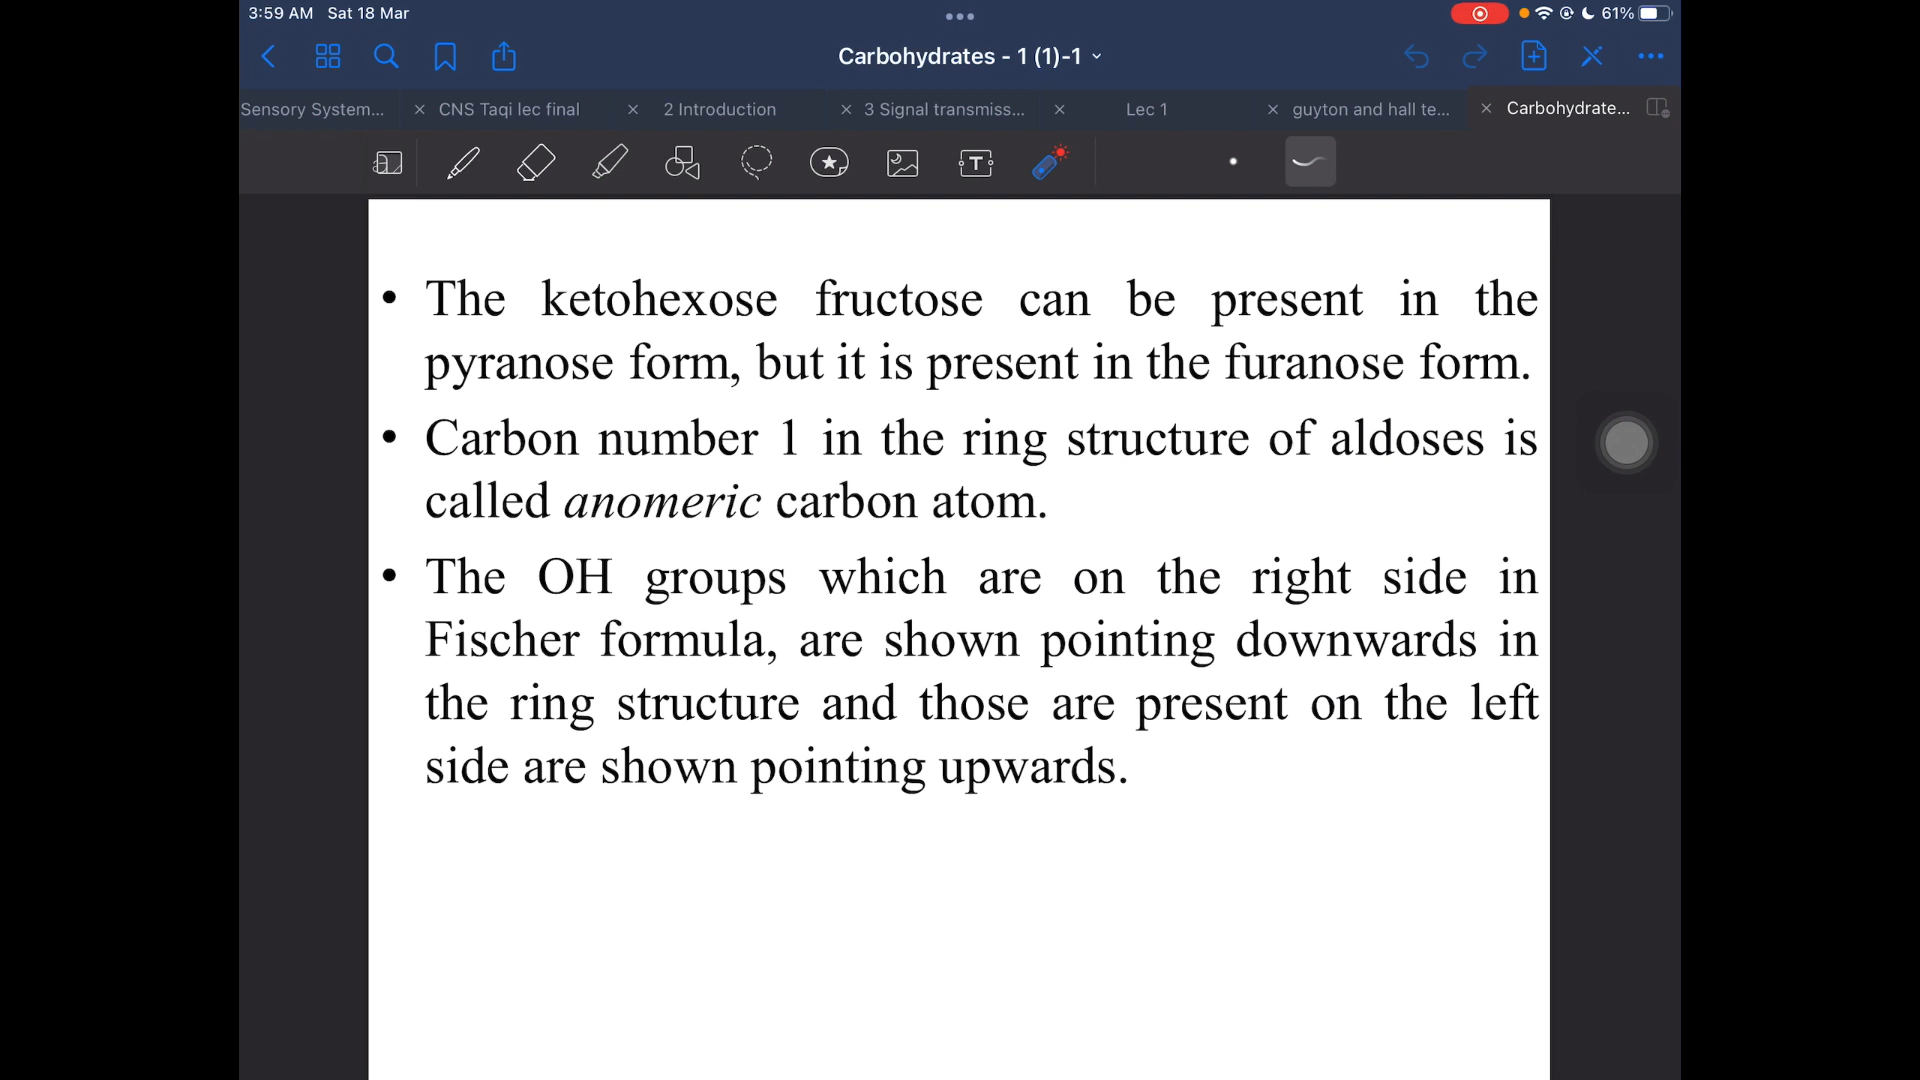 3:59 AM Sat 18 Mar
61%
Carbohydrates - 1 (1)-1
Sensory System...
CNS Taqi lec final
2 Introduction
3 Signal transmiss...
Lec 1
guyton and hall te...
Carbohydrate...
• The ketohexose fructose can be present in the
pyranose form, but it is present in the furanose form.
• Carbon number 1 in the ring structure of aldoses is
called anomeric carbon atom.
• The OH groups which are on the right side in
Fischer formula, are shown pointing downwards in
the ring structure and those are present on the left
side are shown pointing upwards.